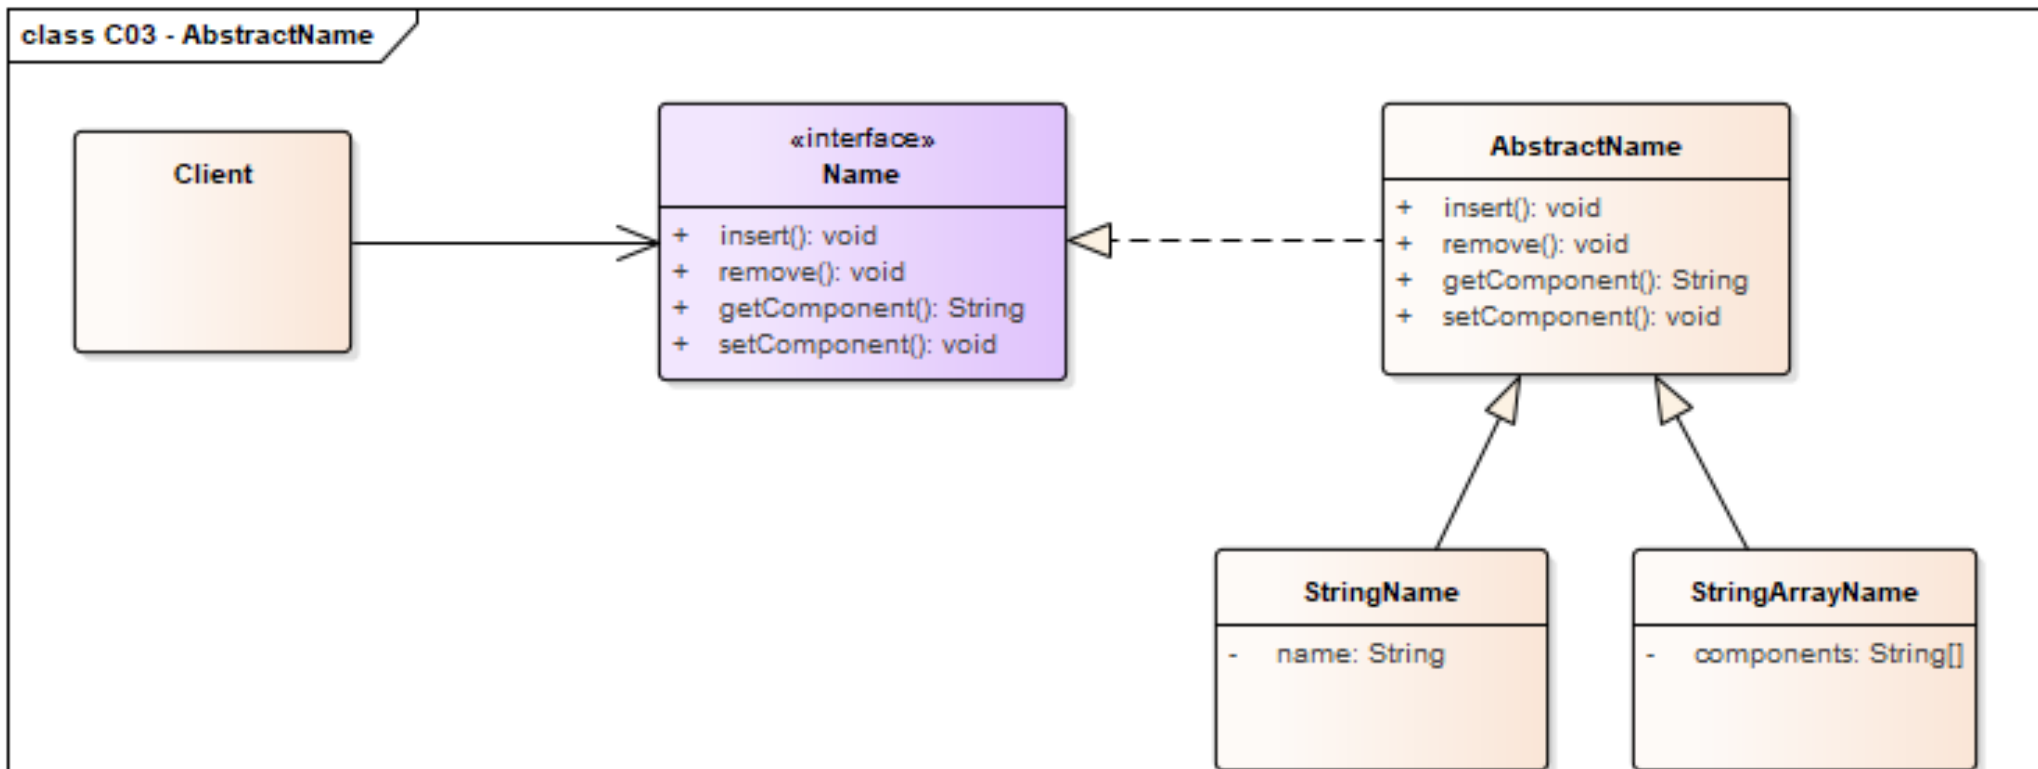 class C03 - AbstractName
Client
«interface»
Name
+ insert(): void
+ remove(): void
+ getComponent(): String
+ setComponent(): void
AbstractName
+ insert(): void
+ remove(): void
+ getComponent(): String
+ setComponent(): void
StringName
- name: String
StringArrayName
- components: String[]